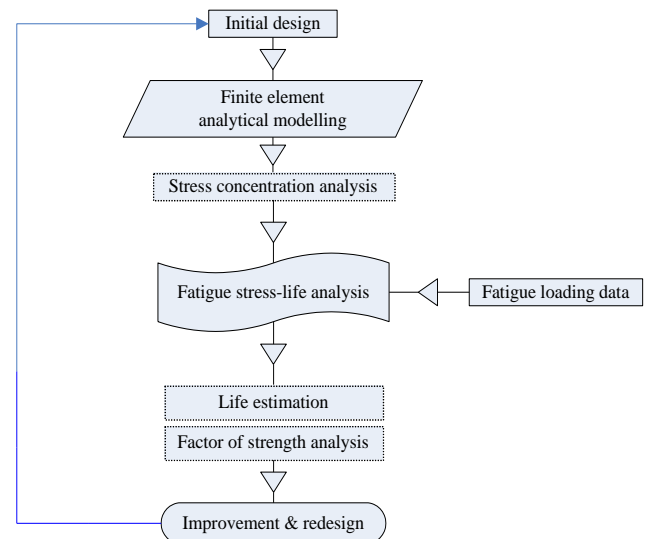 Initial design
Finite element
analytical modelling
Stress concentration analysis
Fatigue stress-life analysis
Fatigue loading data
Life estimation
Factor of strength analysis
Improvement & redesign